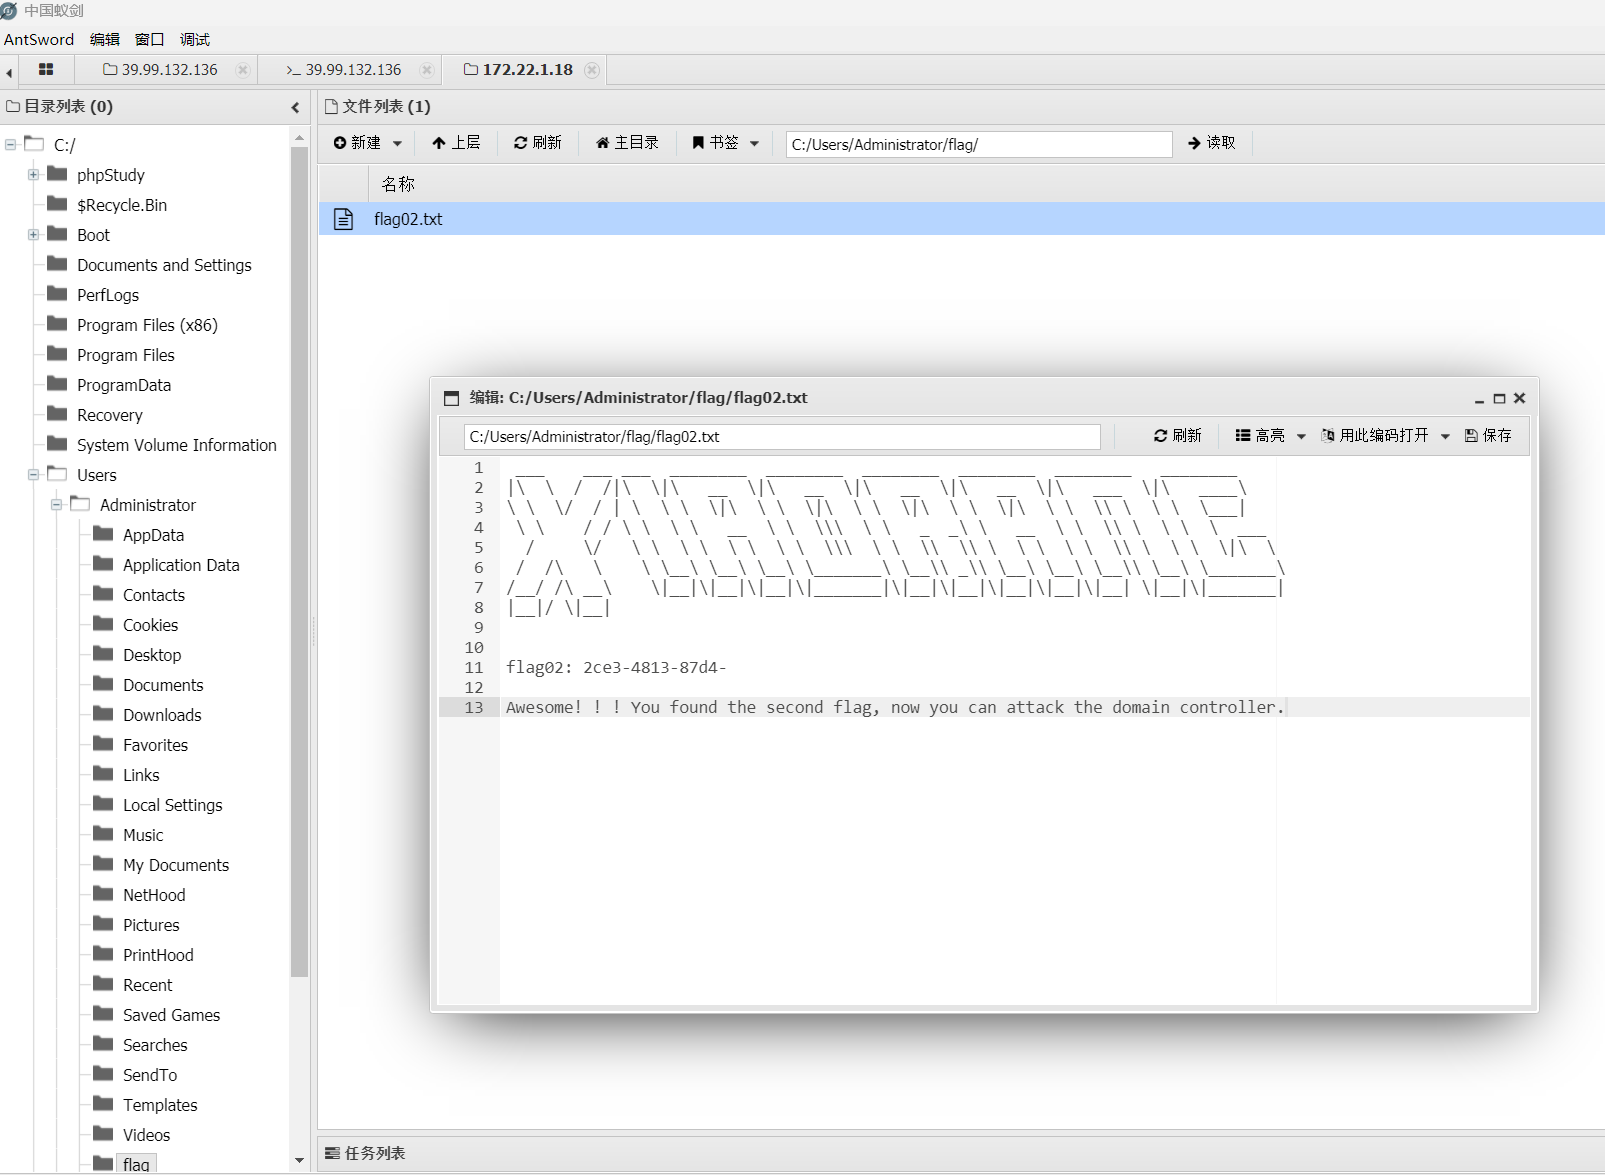 中国蚁剑
AntSword 编辑 窗口 调试
39.99.132.136 >_ 39.99.132.136 172.22.1.18
目录列表 (0)
文件列表 (1)
新建 上层 刷新 主目录 书签 C:/Users/Administrator/flag/ 读取
名称
flag02.txt
C:/
phpStudy
$Recycle.Bin
Boot
Documents and Settings
PerfLogs
Program Files (x86)
Program Files
ProgramData
Recovery
System Volume Information
Users
Administrator
AppData
Application Data
Contacts
Cookies
Desktop
Documents
Downloads
Favorites
Links
Local Settings
Music
My Documents
NetHood
Pictures
PrintHood
Recent
Saved Games
Searches
SendTo
Templates
Videos
flag
编辑: C:/Users/Administrator/flag/flag02.txt
C:/Users/Administrator/flag/flag02.txt 刷新 高亮 用此编码打开 保存
1
2
3
4
5
6
7
8
9
10
11 flag02: 2ce3-4813-87d4-
12
13 Awesome! ! ! You found the second flag, now you can attack the domain controller.
任务列表